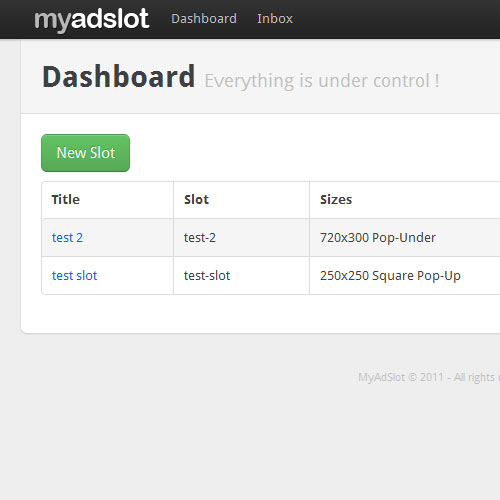 myadslot Dashboard Inbox
Dashboard Everything is under control !
New Slot
Title Slot Sizes
test 2 test-2 720x300 Pop-Under
test slot test-slot 250x250 Square Pop-Up
MyAdSlot © 2011 - All rights